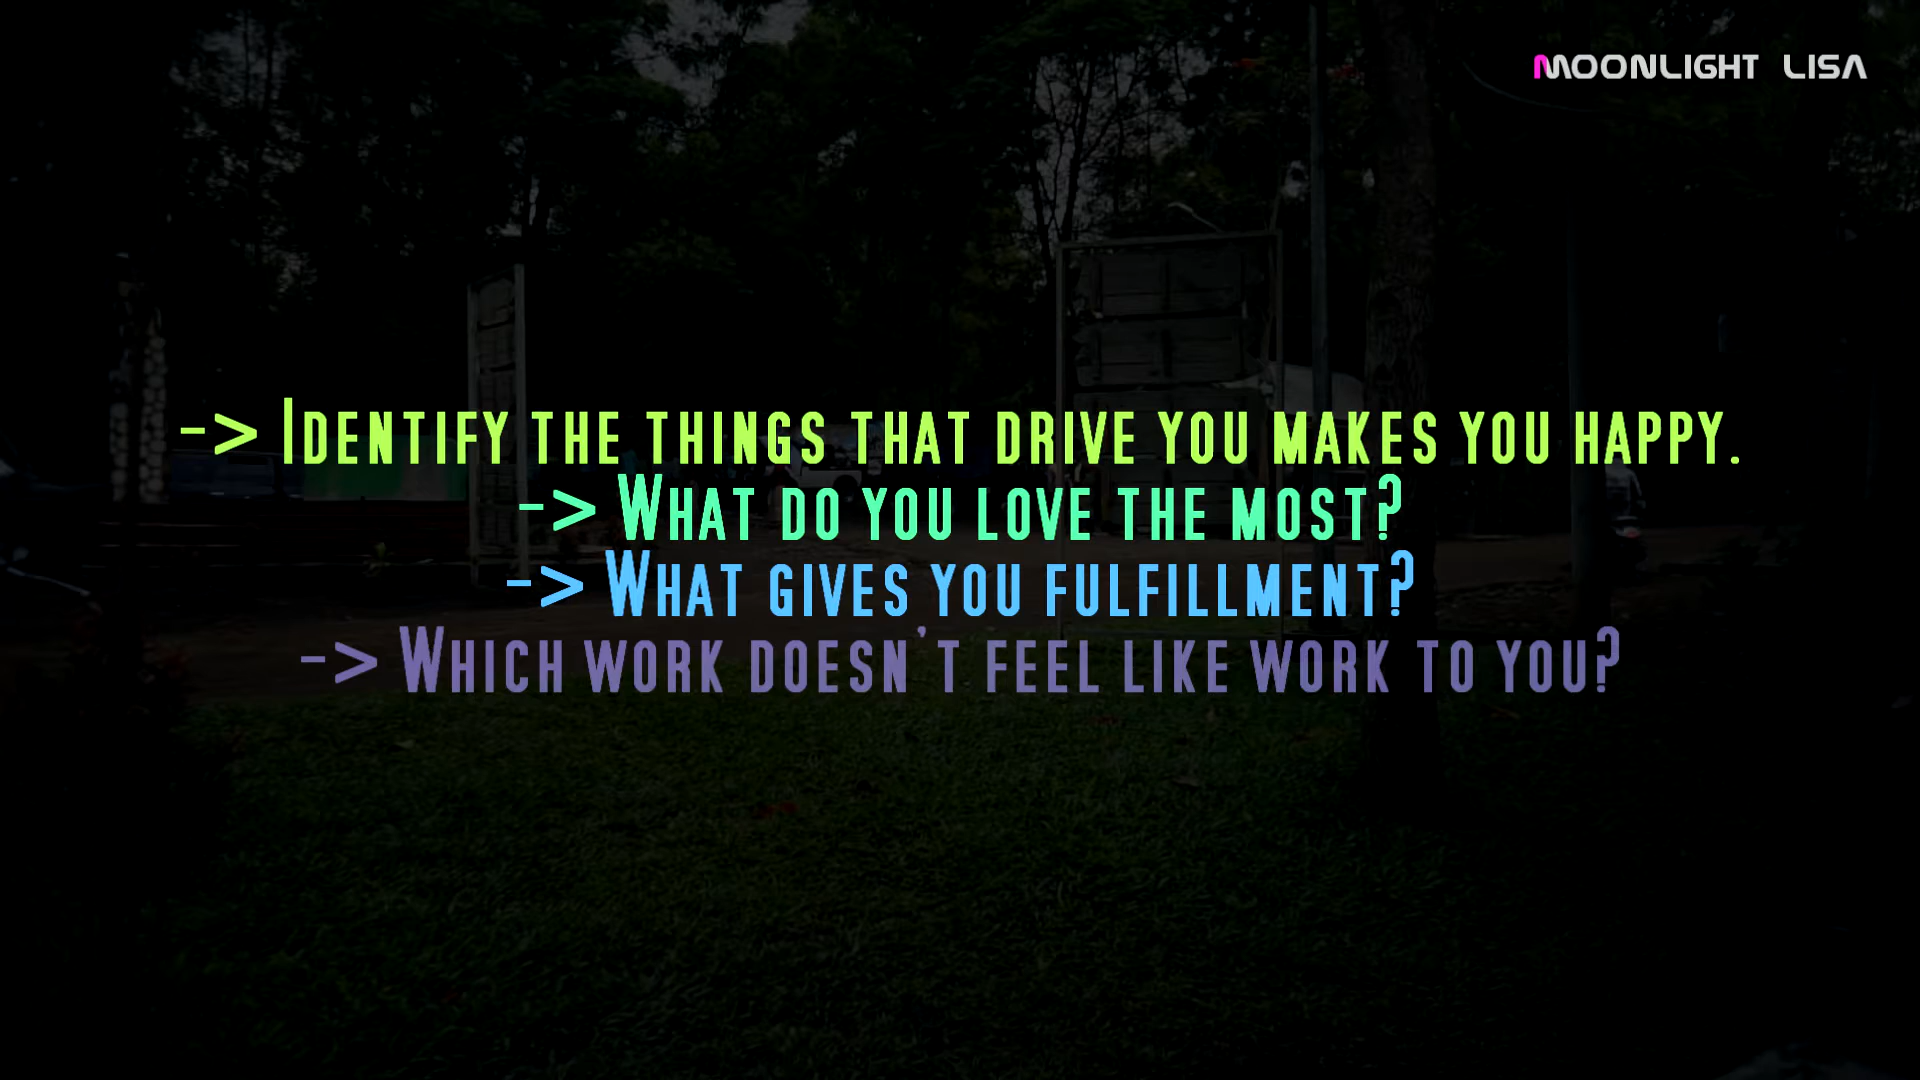 MOONLIGHT LISA
-> Identify the things that drive you makes you happy.
-> What do you love the most?
-> What gives you fulfillment?
-> Which work doesn't feel like work to you?